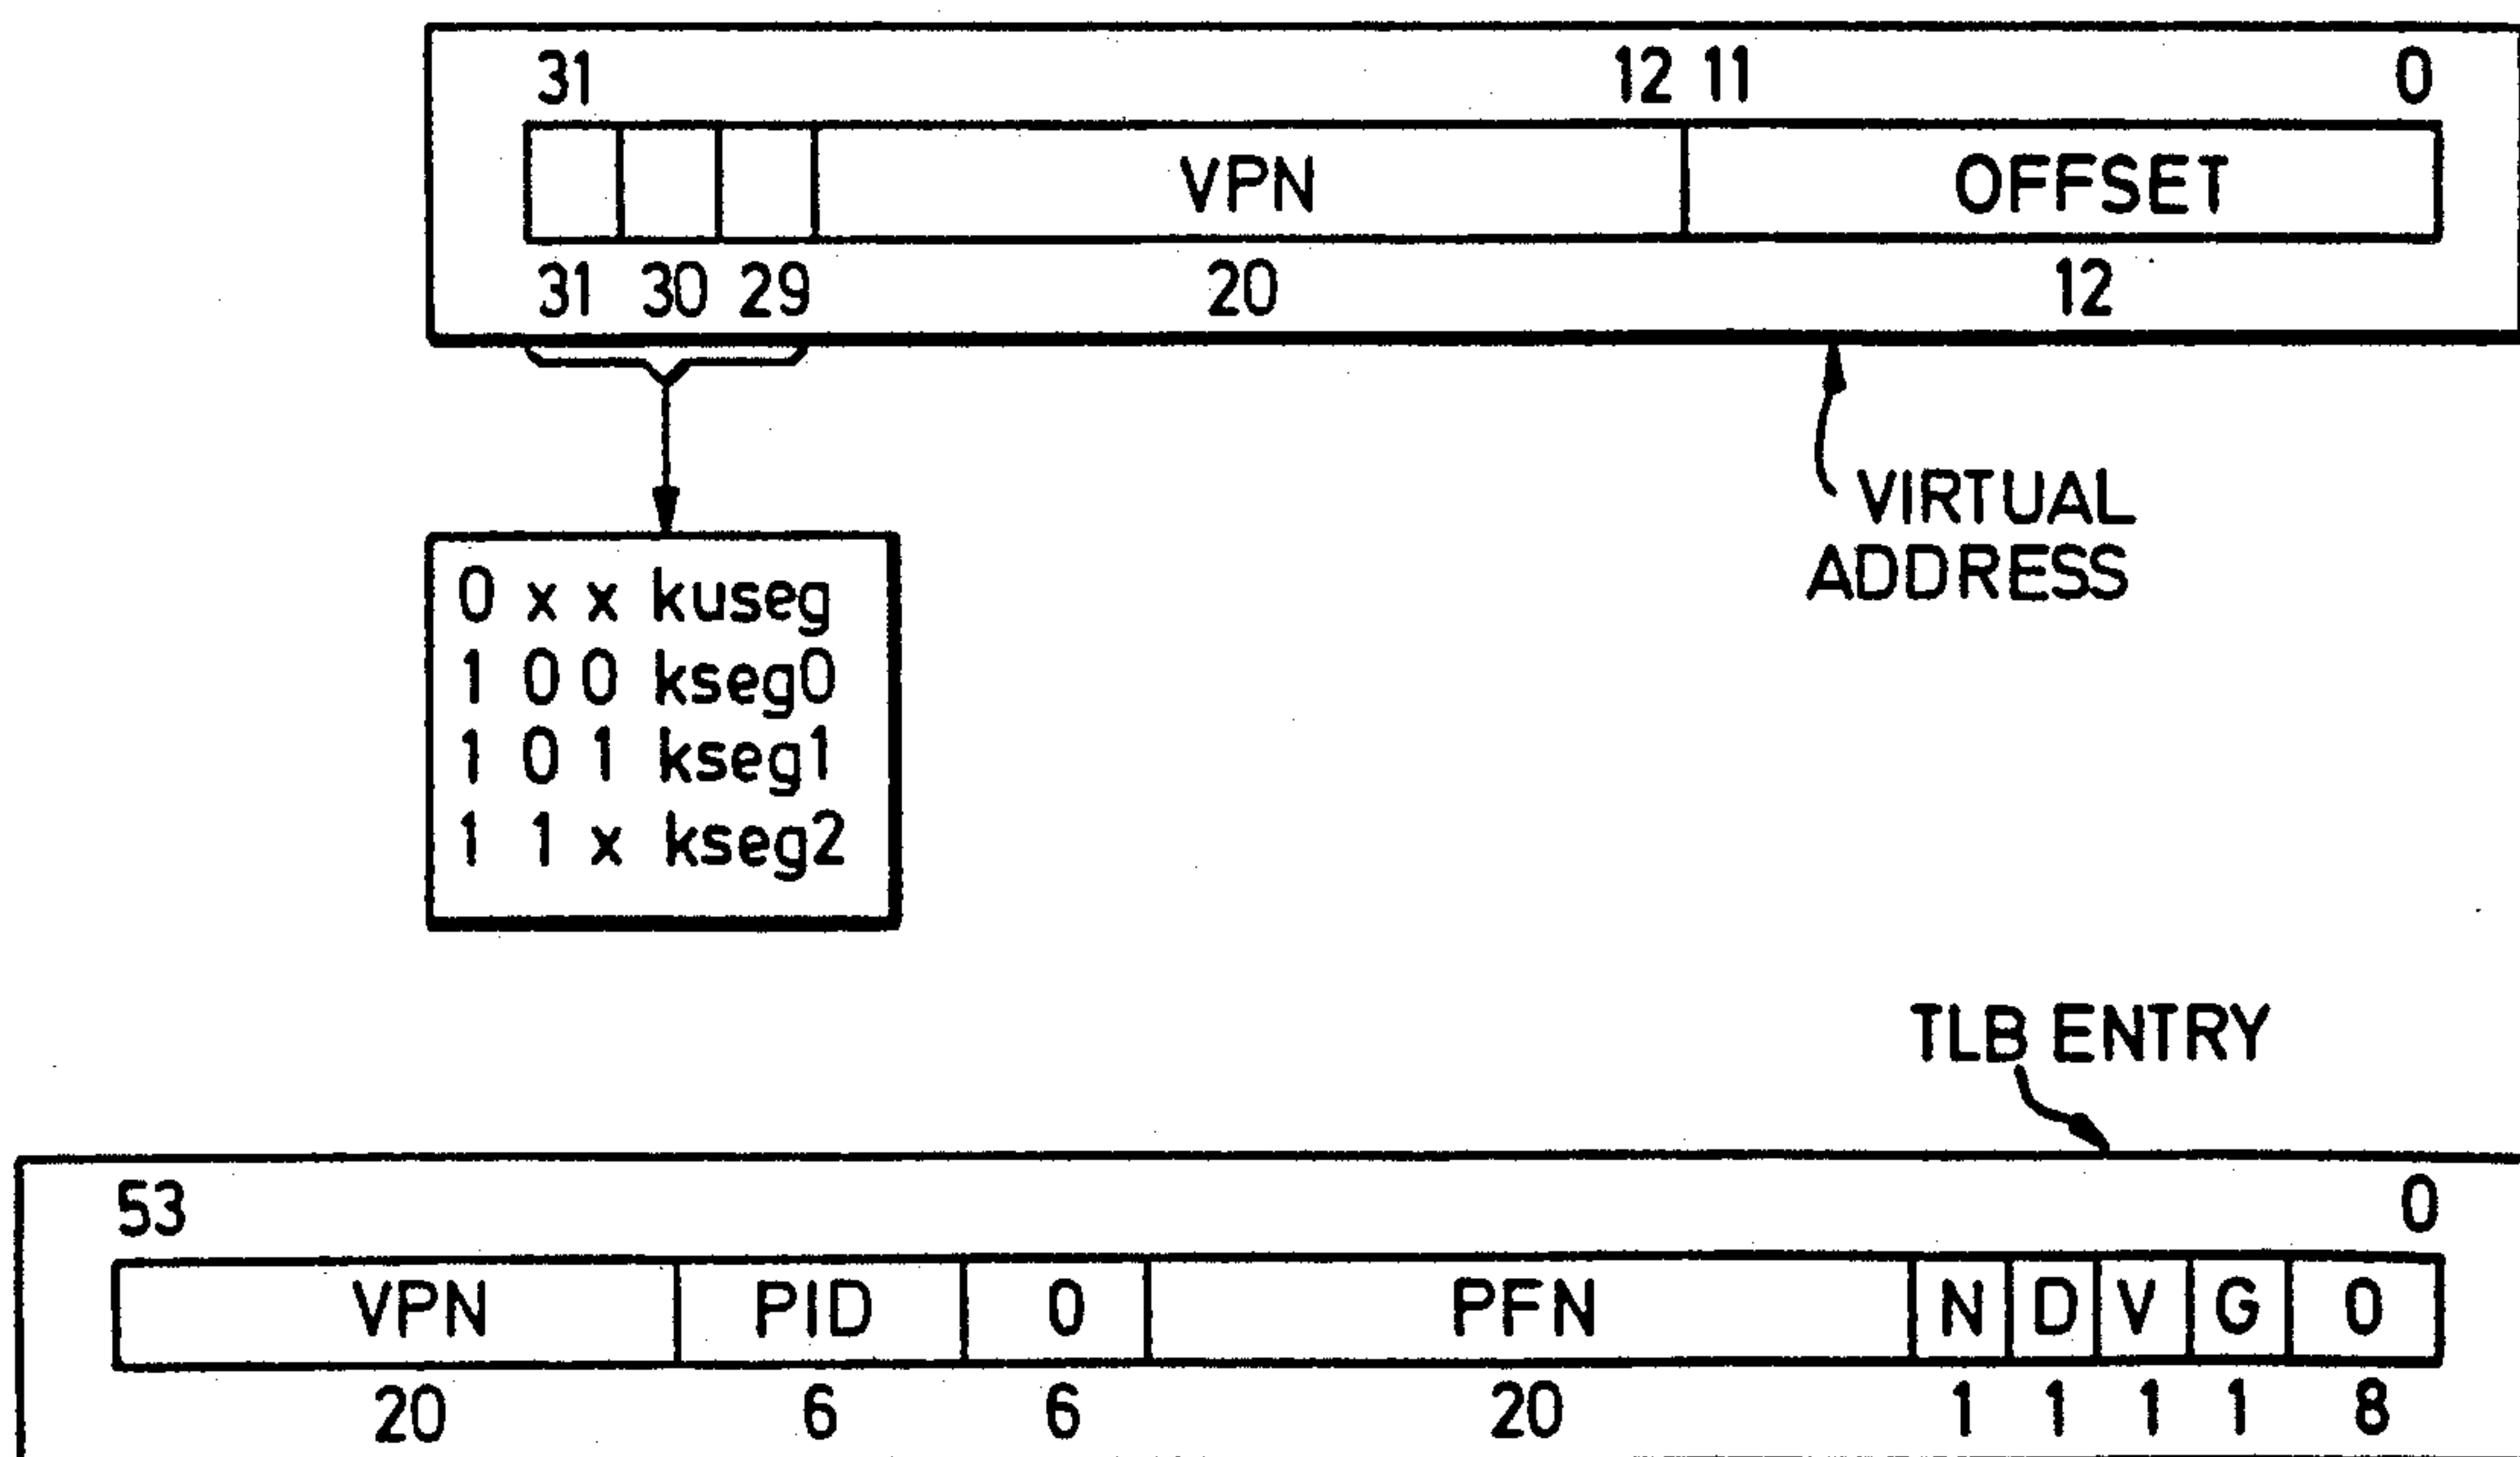 31 12 11 0
VPN OFFSET
31 30 29 20 12
VIRTUAL
ADDRESS
0 x x kuseg
1 0 0 kseg0
1 0 1 kseg1
1 1 x kseg2
TLB ENTRY
53 0
VPN PID 0 PFN N D V G 0
20 6 6 20 1 1 1 1 8